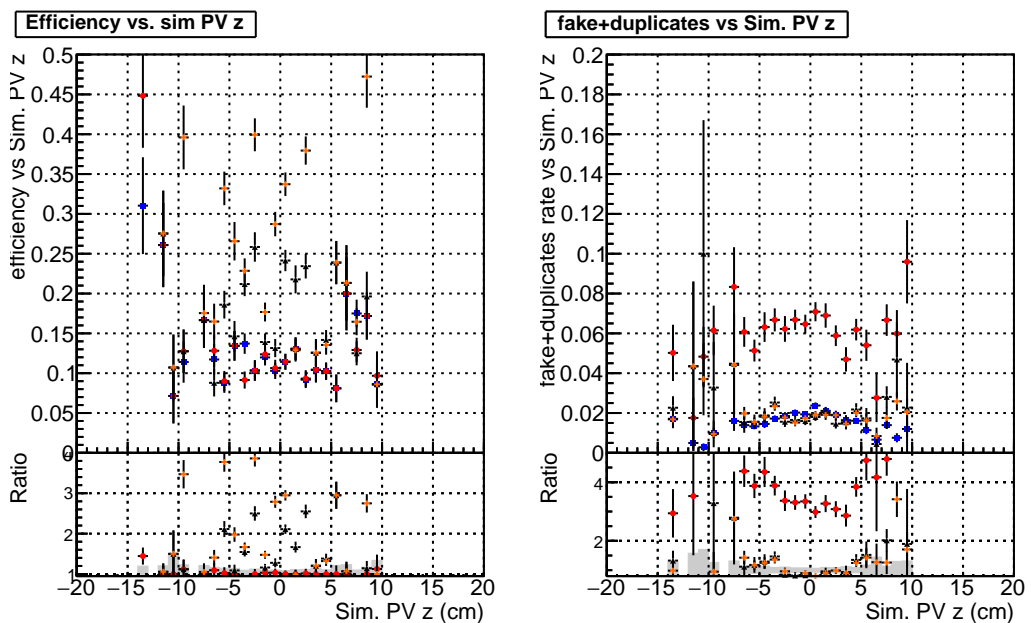 Efficiency vs. sim PV z
fake+duplicates vs Sim. PV z
efficiency vs Sim. PV z
0.5
0.45
0.4
0.35
0.3
0.25
0.2
0.15
0.1
0.05
Ratio
3
2
1
−20 −15 −10 −5 0 5 10 15 20
Sim. PV z (cm)
fake+duplicates rate vs Sim. PV z
0.2
0.18
0.16
0.14
0.12
0.1
0.08
0.06
0.04
0.02
0
Ratio
4
2
−20 −15 −10 −5 0 5 10 15 20
Sim. PV z (cm)